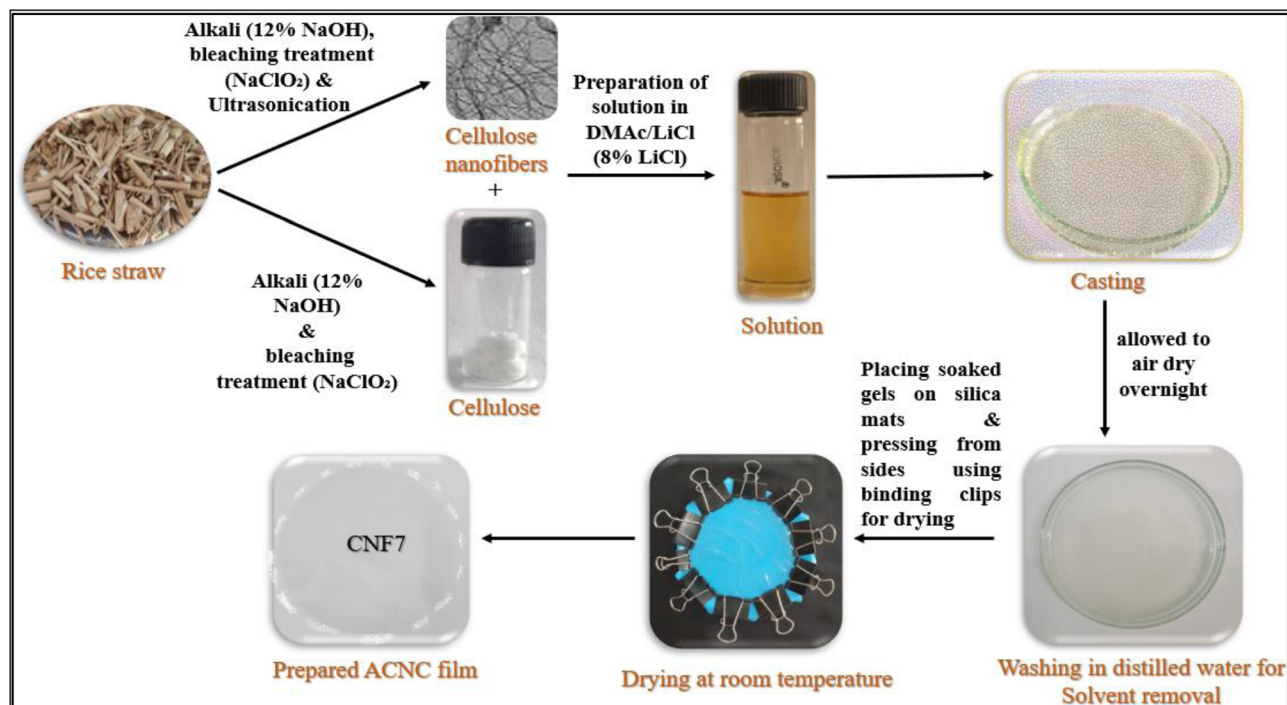 Alkali (12% NaOH),
bleaching treatment
(NaClO₂) &
Ultrasonication
Rice straw
Alkali (12%
NaOH)
&
bleaching
treatment (NaClO₂)
Cellulose
nanofibers
+
Cellulose
Preparation of
solution in
DMAc/LiCl
(8% LiCl)
Solution
Casting
allowed to
air dry
overnight
Washing in distilled water for
Solvent removal
Placing soaked
gels on silica
mats &
pressing from
sides using
binding clips
for drying
Drying at room temperature
CNF7
Prepared ACNC film